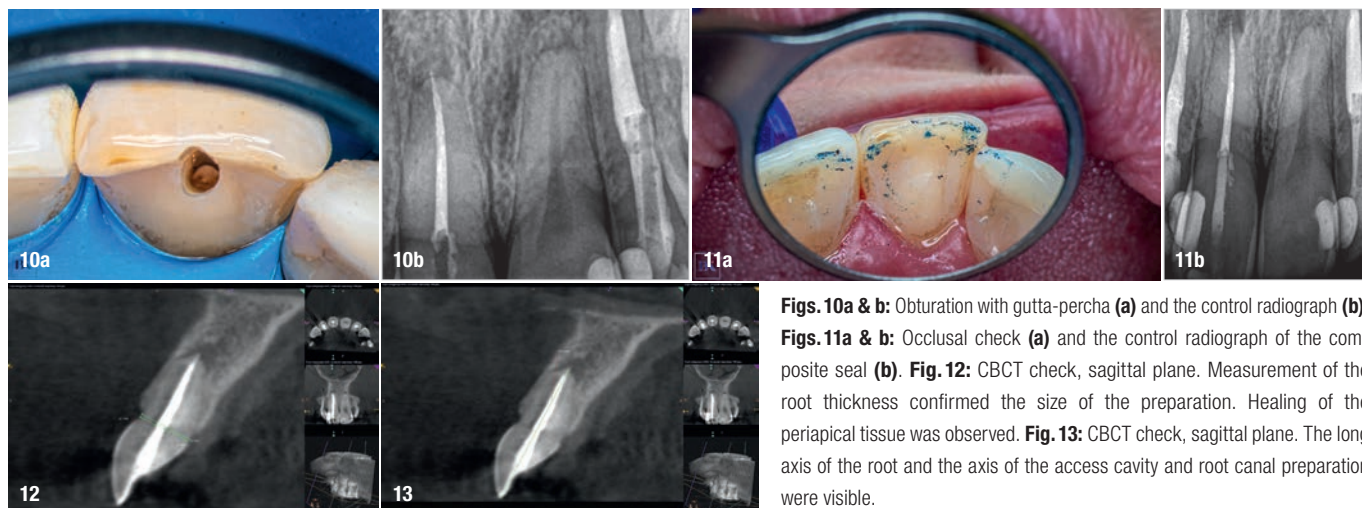 10a
10b
11a
11b
12
13
Figs. 10a & b: Obturation with gutta-percha (a) and the control radiograph (b)
Figs. 11a & b: Occlusal check (a) and the control radiograph of the com
posite seal (b). Fig. 12: CBCT check, sagittal plane. Measurement of the
root thickness confirmed the size of the preparation. Healing of the
periapical tissue was observed. Fig. 13: CBCT check, sagittal plane. The long
axis of the root and the axis of the access cavity and root canal preparation
were visible.